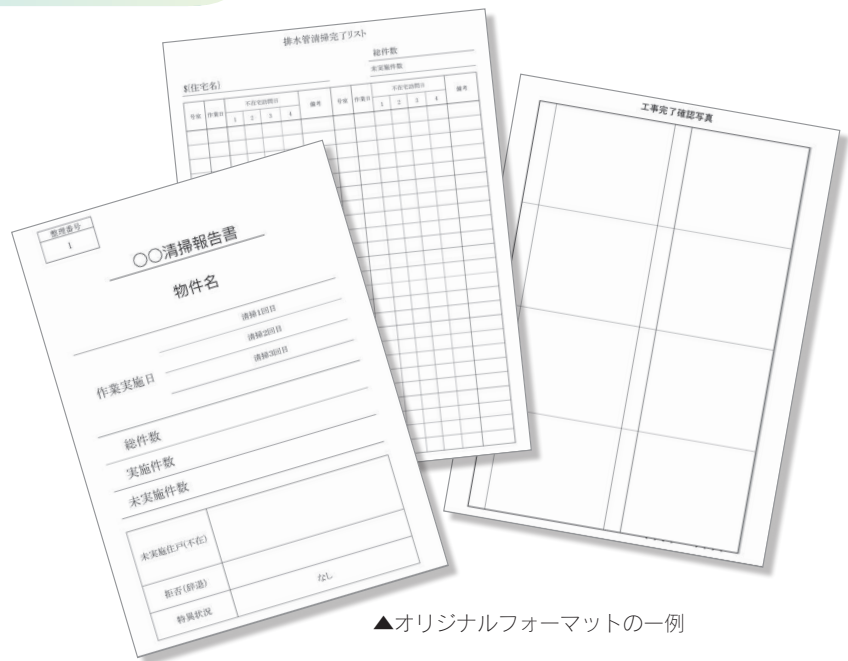 排水管清掃完了リスト
総件数
未実施件数
(住宅名)
号室 作業日 不在宅訪問日 備考 号室 作業日 不在宅訪問日 備考
1 2 3 4 1 2 3 4
工事完了確認写真
整理番号
1
〇〇清掃報告書
物件名
清掃1回目
清掃2回目
清掃3回目
作業実施日
総件数
実施件数
未実施件数
未実施住戸(不在)
拒否(辞退)
特異状況 なし
▲オリジナルフォーマットの一例